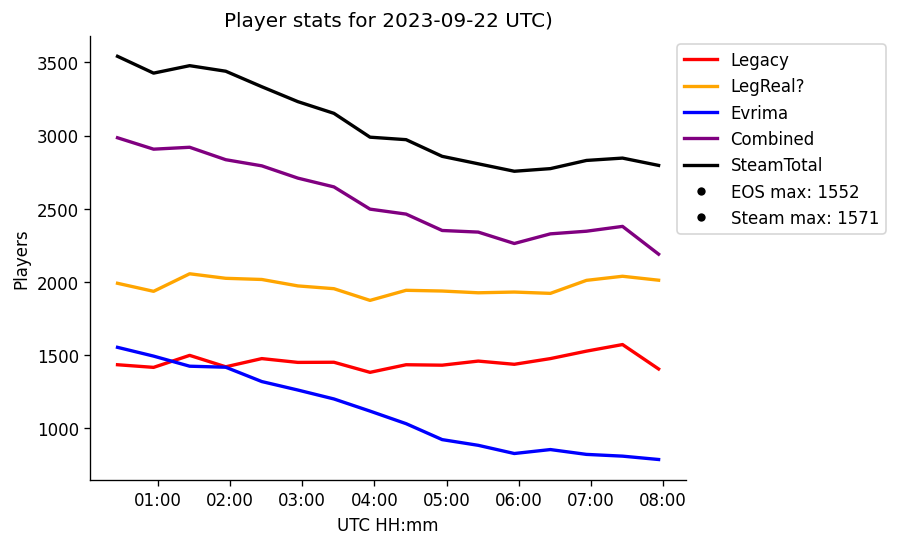 Player stats for 2023-09-22 UTC)
Legacy
LegReal?
Evrima
Combined
SteamTotal
EOS max: 1552
Steam max: 1571
Players
3500
3000
2500
2000
1500
1000
01:00 02:00 03:00 04:00 05:00 06:00 07:00 08:00
UTC HH:mm